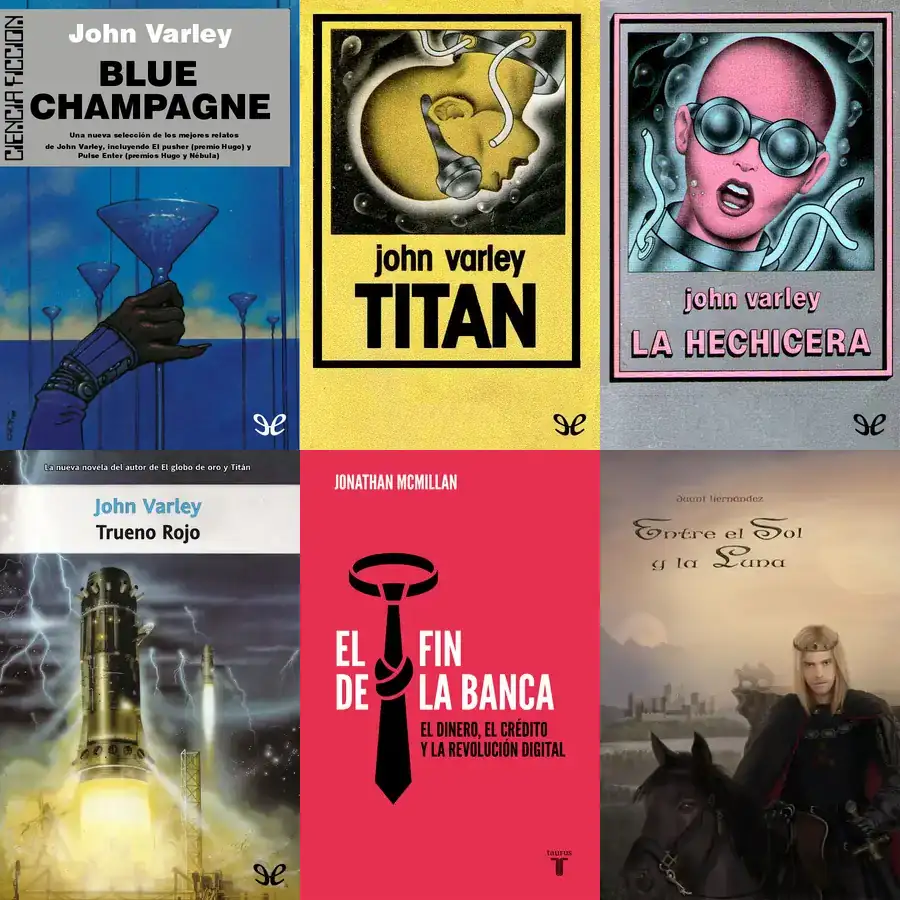 CIENCIA FICCION
John Varley
BLUE
CHAMPAGNE
Una nueva selección de los mejores relatos
de John Varley, incluyendo El pusher (premio Hugo) y
Pulse Enter (premios Hugo y Nébula)
john varley
TITAN
john varley
LA HECHICERA
La nueva novela del autor de El globo de oro y Titán
John Varley
Trueno Rojo
JONATHAN MCMILLAN
EL FIN
DE LA BANCA
EL DINERO, EL CRÉDITO
Y LA REVOLUCIÓN DIGITAL
taurus
T
Hernández
Entre el Sol
y la Luna